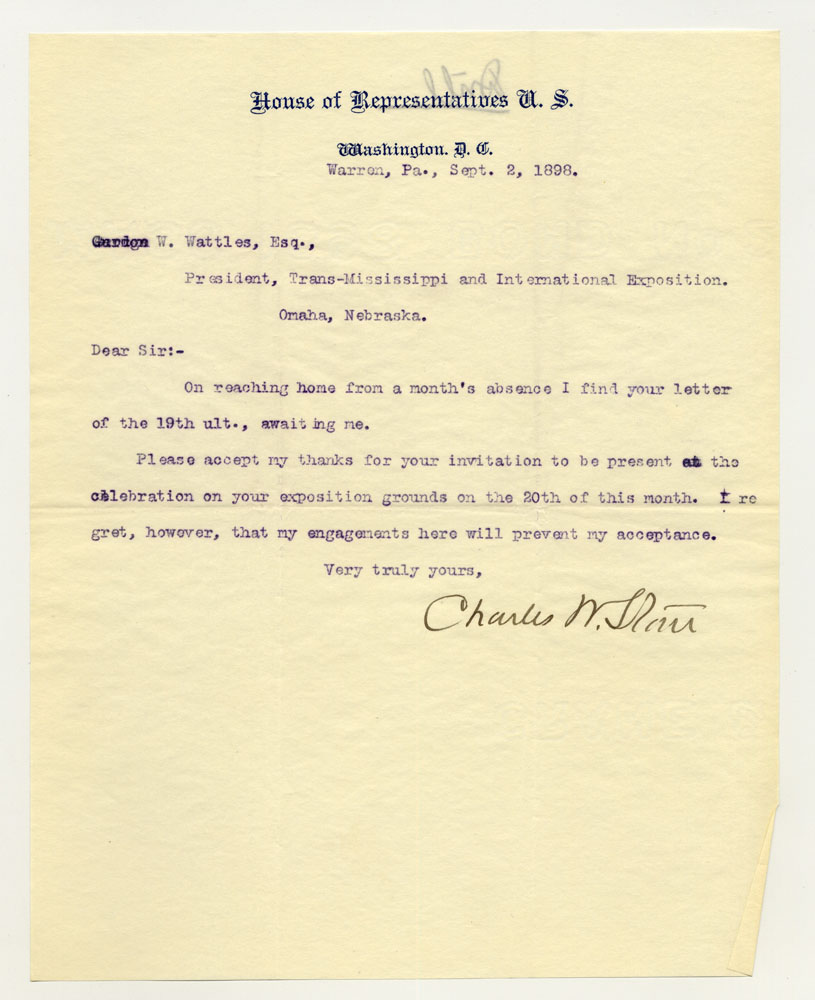 House of Representatives U. S.
Washington. D. C.
Warren, Pa., Sept. 2, 1898.
Gurdon W. Wattles, Esq.,
President, Trans-Mississippi and International Exposition.
Omaha, Nebraska.
Dear Sir:-
On reaching home from a month's absence I find your letter
of the 19th ult., awaiting me.
Please accept my thanks for your invitation to be present at the
celebration on your exposition grounds on the 20th of this month. I re
gret, however, that my engagements here will prevent my acceptance.
Very truly yours,
Charles W. Stone